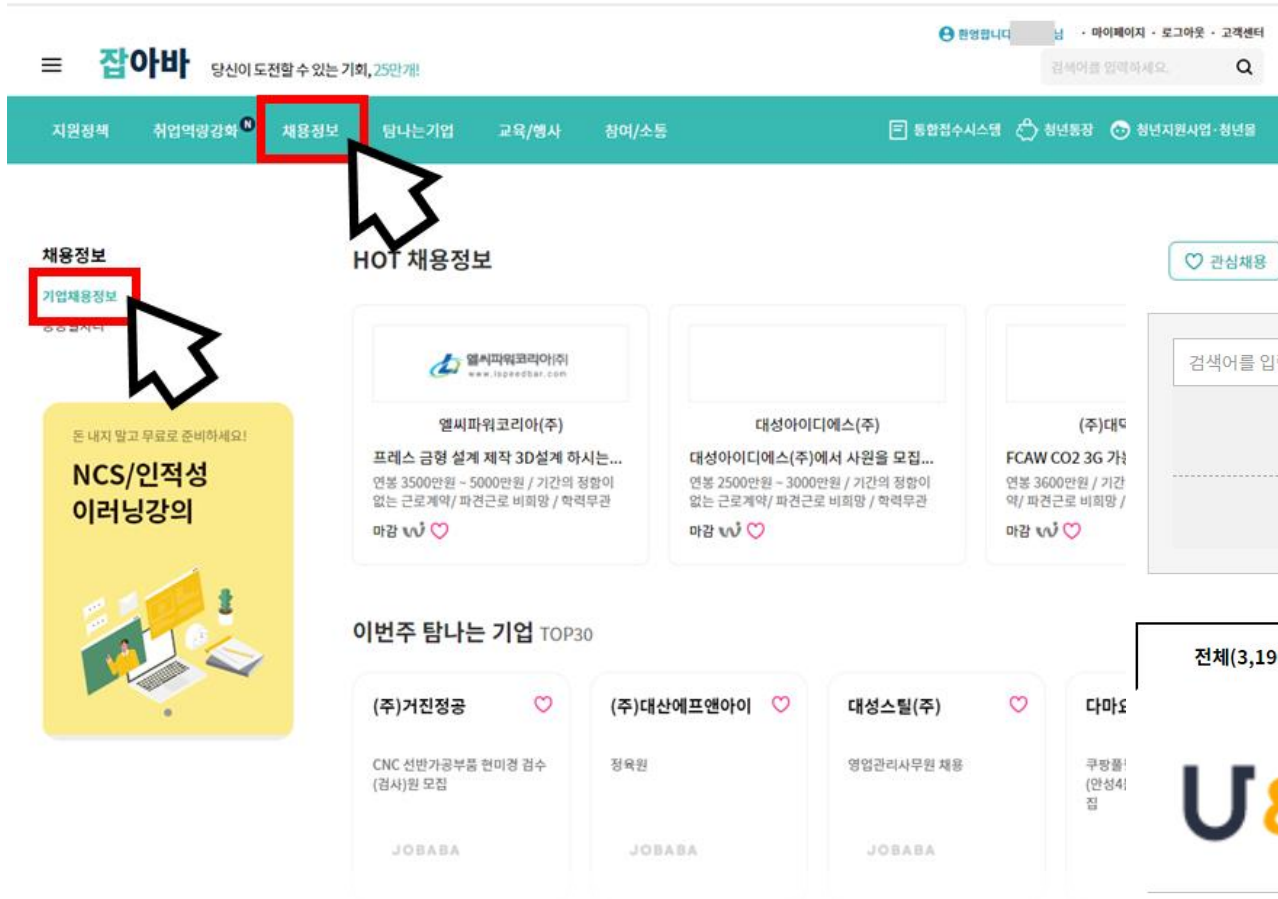 환영합니다 님 · 마이페이지 · 로그아웃 · 고객센터
잡아바 당신이 도전할 수 있는 기회, 25만개!
검색어를 입력하세요.
지원정책 취업역량강화 N 채용정보 탐나는기업 교육/행사 참여/소통 통합접수시스템 청년통장 청년지원사업·청년몽
채용정보
기업채용정보
돈 내지 말고 무료로 준비하세요!
NCS/인적성
이러닝강의
HOT 채용정보
관심채용
엘씨파워코리아(주)
www.lspeedbar.com
엘씨파워코리아(주)
프레스 금형 설계 제작 3D설계 하시는...
연봉 3500만원 ~ 5000만원 / 기간의 정함이
없는 근로계약/ 파견근로 비희망 / 학력무관
마감
대성아이디에스(주)
대성아이디에스(주)에서 사원을 모집...
연봉 2500만원 ~ 3000만원 / 기간의 정함이
없는 근로계약/ 파견근로 비희망 / 학력무관
마감
(주)대
FCAW CO2 3G 가
연봉 3600만원 / 기간
약/ 파견근로 비희망 /
마감
검색어를 입
전체(3,19
이번주 탐나는 기업 TOP30
(주)거진정공
CNC 선반가공부품 현미경 검수
(검사)원 모집
JOBABA
(주)대산에프앤아이
정육원
JOBABA
대성스틸(주)
영업관리사무원 채용
JOBABA
다마
쿠팡풀
(안성4
집
U